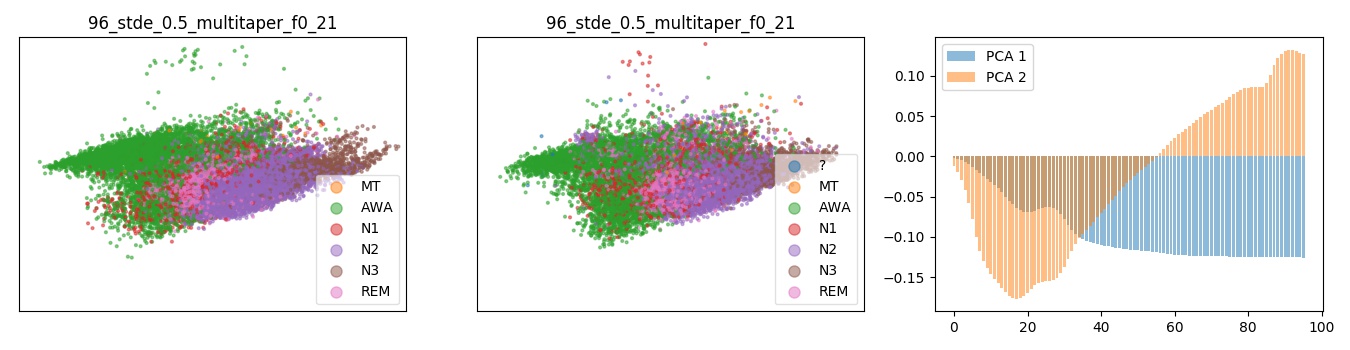 96_stde_0.5_multitaper_f0_21
MT
AWA
N1
N2
N3
REM
96_stde_0.5_multitaper_f0_21
?
MT
AWA
N1
N2
N3
REM
PCA 1
PCA 2
0.10
0.05
0.00
−0.05
−0.10
−0.15
0 20 40 60 80 100